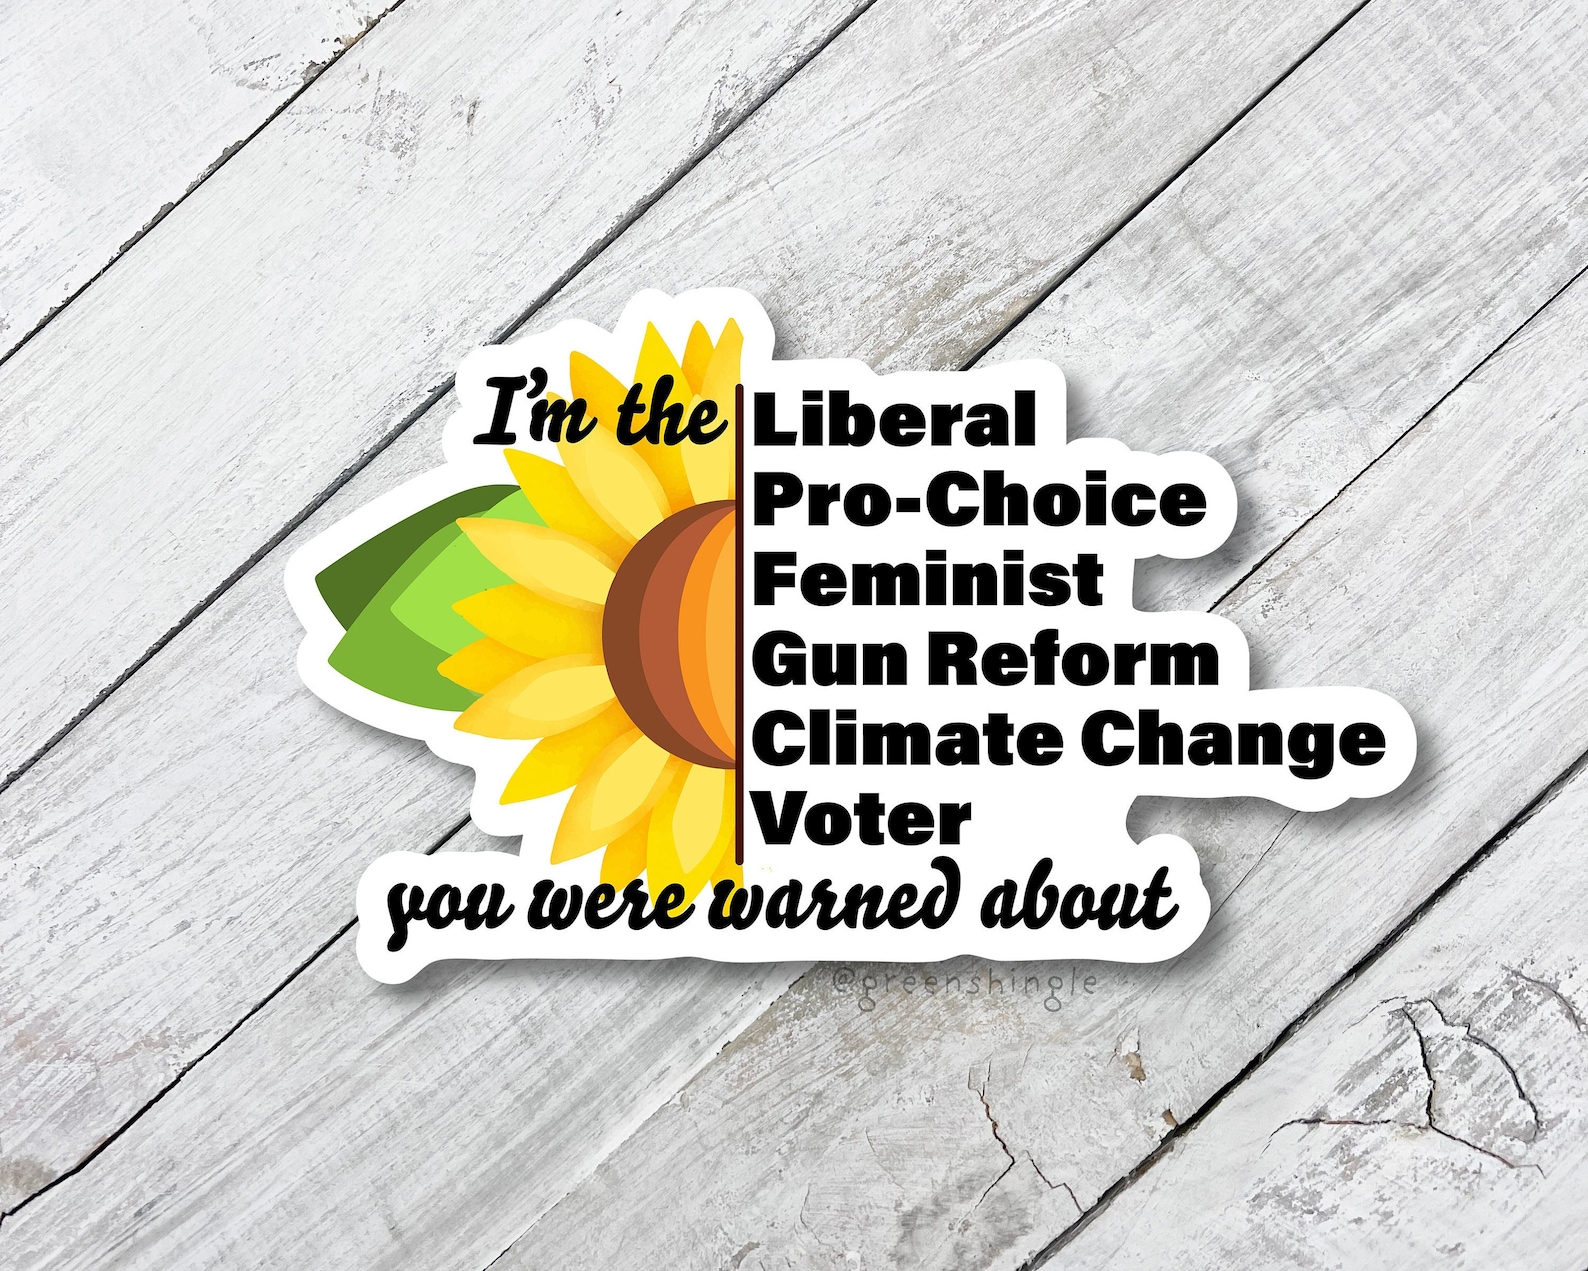 I'm the
Liberal
Pro-Choice
Feminist
Gun Reform
Climate Change
Voter
you were warned about
@greenshingle